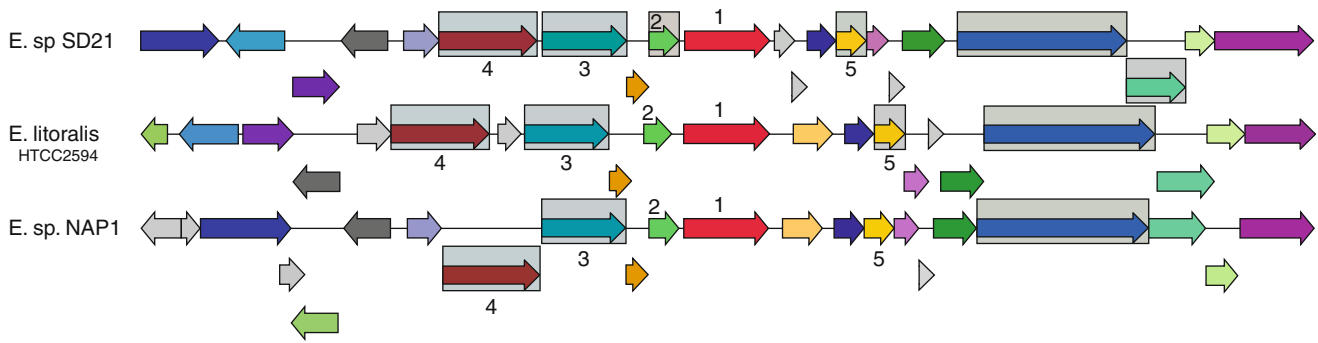 2 1
E. sp SD21
4 3 5
2 1
E. litoralis
HTCC2594
4 3 5
2 1
E. sp. NAP1
3 5
4